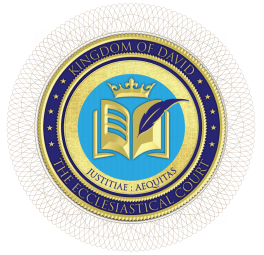 KINGDOM OF DAVID
JUSTITIAE : AEQUITAS
THE ECCLESIASTICAL COURT